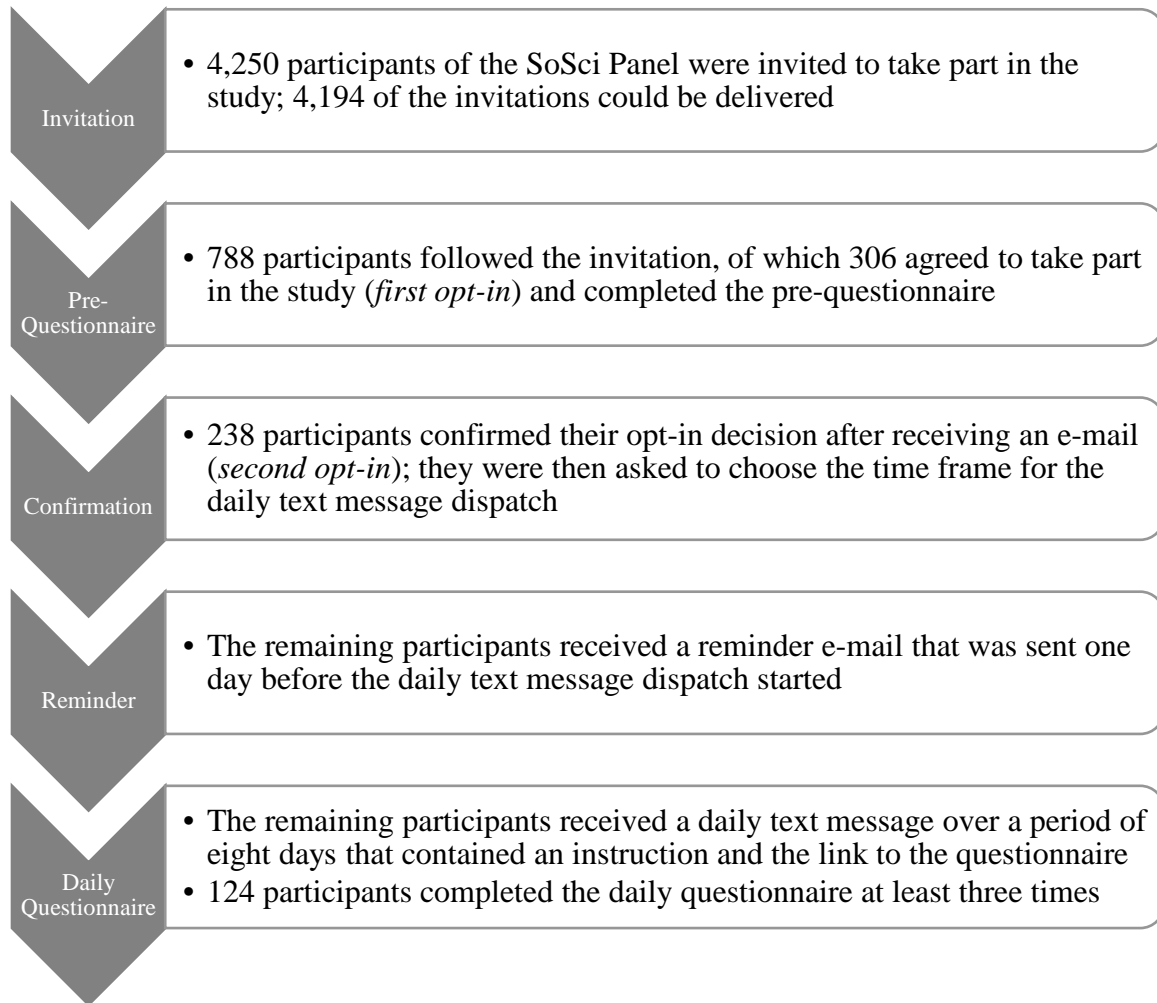 Invitation
• 4,250 participants of the SoSci Panel were invited to take part in the
study; 4,194 of the invitations could be delivered
Pre-
Questionnaire
• 788 participants followed the invitation, of which 306 agreed to take part
in the study (first opt-in) and completed the pre-questionnaire
Confirmation
• 238 participants confirmed their opt-in decision after receiving an e-mail
(second opt-in); they were then asked to choose the time frame for the
daily text message dispatch
Reminder
• The remaining participants received a reminder e-mail that was sent one
day before the daily text message dispatch started
Daily
Questionnaire
• The remaining participants received a daily text message over a period of
eight days that contained an instruction and the link to the questionnaire
• 124 participants completed the daily questionnaire at least three times